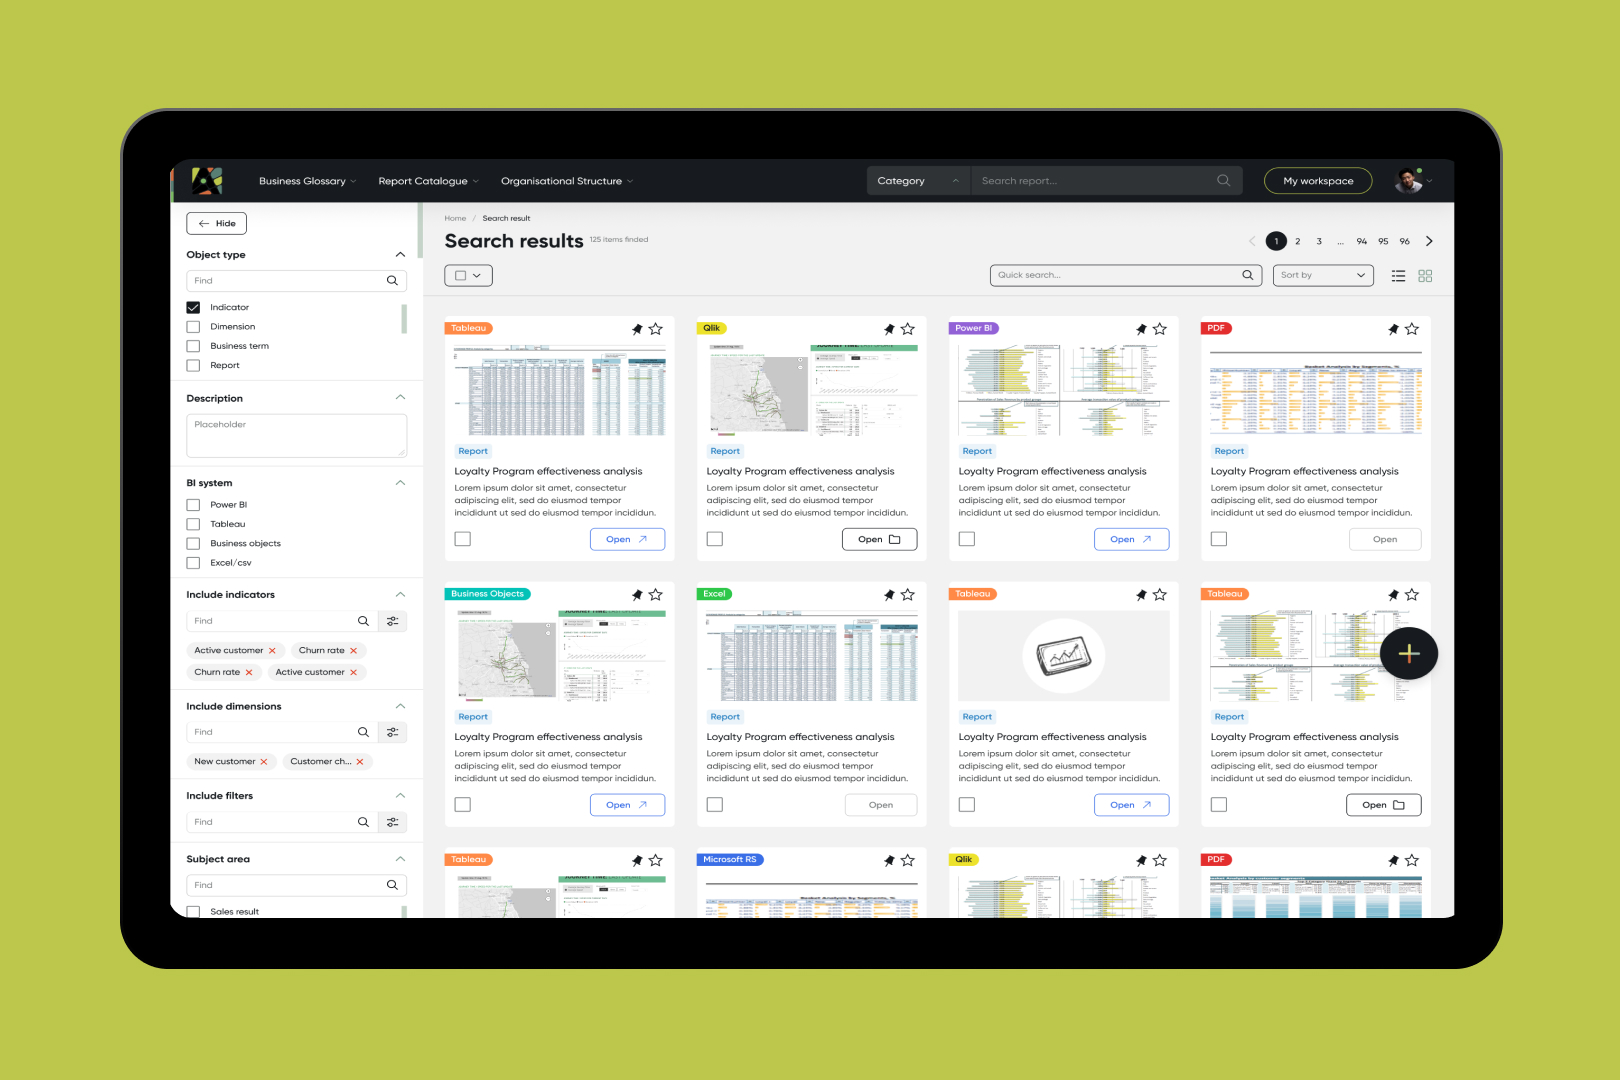 Business Glossary
Report Catalogue
Organisational Structure
Category
Search report...
My workspace
Hide
Object type
Find
Indicator
Dimension
Business term
Report
Description
Placeholder
BI system
Power BI
Tableau
Business objects
Excel/csv
Include indicators
Find
Active customer
Churn rate
Churn rate
Active customer
Include dimensions
Find
New customer
Customer ch...
Include filters
Find
Subject area
Find
Sales result
Home / Search result
Search results
125 items finded
1 2 3 ... 94 95 96
Quick search...
Sort by
Tableau
Report
Loyalty Program effectiveness analysis
Lorem ipsum dolor sit amet, consectetur
adipiscing elit, sed do eiusmod tempor
incididunt ut sed do eiusmod tempor incididun.
Open
Qlik
Report
Loyalty Program effectiveness analysis
Lorem ipsum dolor sit amet, consectetur
adipiscing elit, sed do eiusmod tempor
incididunt ut sed do eiusmod tempor incididun.
Open
Power BI
Report
Loyalty Program effectiveness analysis
Lorem ipsum dolor sit amet, consectetur
adipiscing elit, sed do eiusmod tempor
incididunt ut sed do eiusmod tempor incididun.
Open
PDF
Report
Loyalty Program effectiveness analysis
Lorem ipsum dolor sit amet, consectetur
adipiscing elit, sed do eiusmod tempor
incididunt ut sed do eiusmod tempor incididun.
Open
Business Objects
Report
Loyalty Program effectiveness analysis
Lorem ipsum dolor sit amet, consectetur
adipiscing elit, sed do eiusmod tempor
incididunt ut sed do eiusmod tempor incididun.
Open
Excel
Report
Loyalty Program effectiveness analysis
Lorem ipsum dolor sit amet, consectetur
adipiscing elit, sed do eiusmod tempor
incididunt ut sed do eiusmod tempor incididun.
Open
Tableau
Report
Loyalty Program effectiveness analysis
Lorem ipsum dolor sit amet, consectetur
adipiscing elit, sed do eiusmod tempor
incididunt ut sed do eiusmod tempor incididun.
Open
Tableau
Report
Loyalty Program effectiveness analysis
Lorem ipsum dolor sit amet, consectetur
adipiscing elit, sed do eiusmod tempor
incididunt ut sed do eiusmod tempor incididun.
Open
Tableau
Microsoft RS
Qlik
PDF